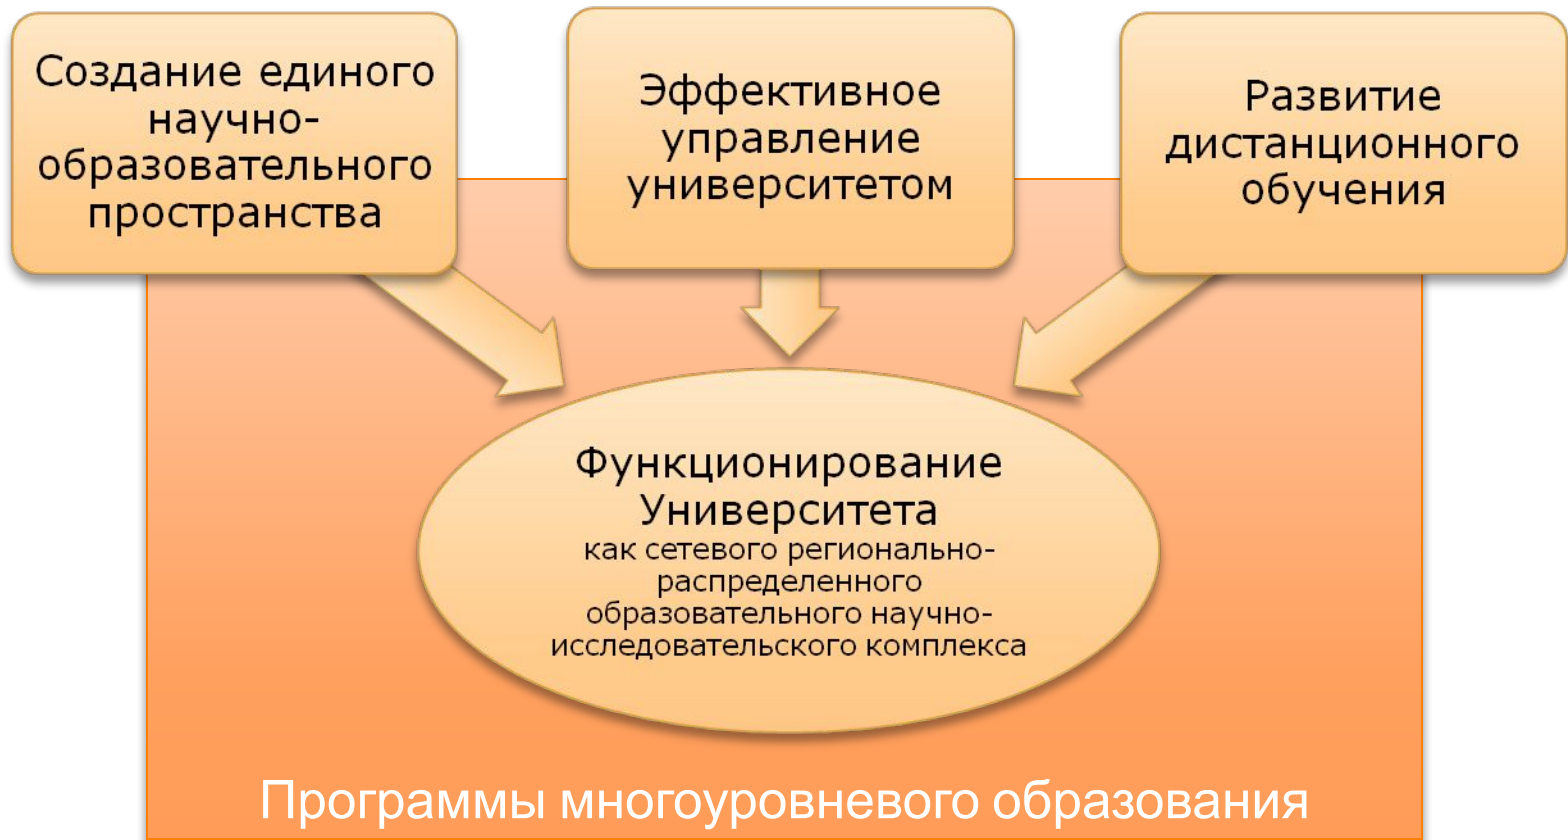 Создание единого
научно-
образовательного
пространства
Эффективное
управление
университетом
Развитие
дистанционного
обучения
Функционирование
Университета
как сетевого регионально-
распределенного
образовательного научно-
исследовательского комплекса
Программы многоуровневого образования